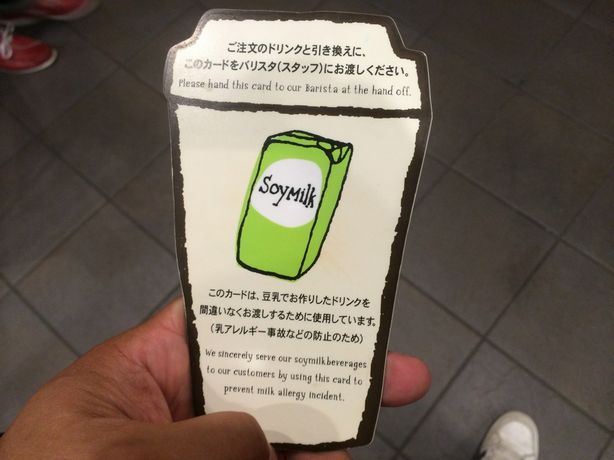 ご注文のドリンクと引き換えに、
このカードをバリスタ(スタッフ)にお渡しください。
Please hand this card to our Barista at the hand off.
Soymilk
このカードは、豆乳でお作りしたドリンクを
間違いなくお渡しするために使用しています。
(乳アレルギー事故などの防止のため)
We sincerely serve our soymilk beverages
to our customers by using this card to
prevent milk allergy incident.